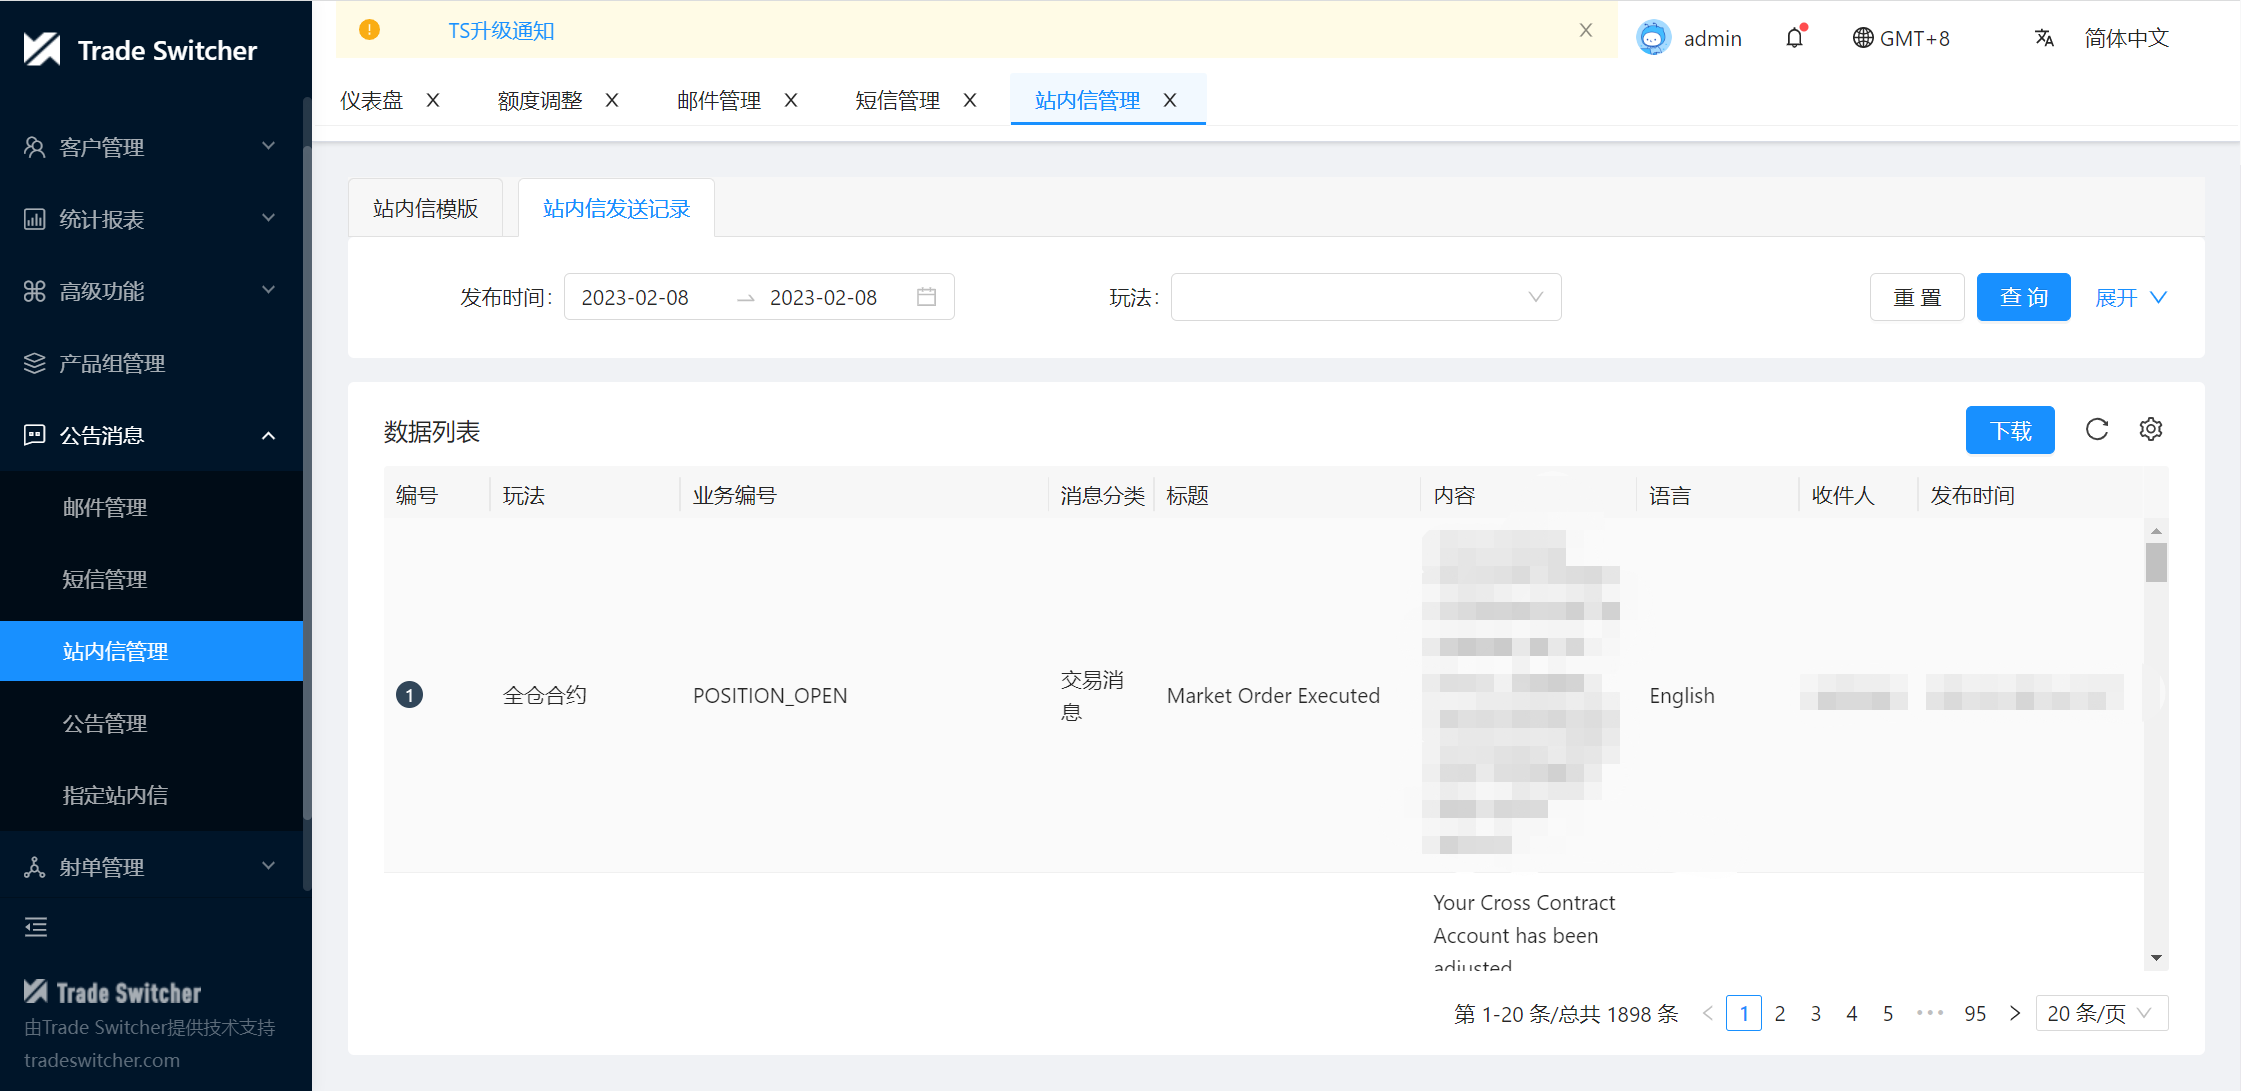 Trade Switcher
TS升级通知
admin
GMT+8
简体中文
仪表盘
额度调整
邮件管理
短信管理
站内信管理
客户管理
统计报表
高级功能
产品组管理
公告消息
邮件管理
短信管理
站内信管理
公告管理
指定站内信
射单管理
Trade Switcher
由Trade Switcher提供技术支持
tradeswitcher.com
站内信模版
站内信发送记录
发布时间: 2023-02-08 2023-02-08
玩法:
重 置
查 询
展开
数据列表
下载
编号 玩法 业务编号 消息分类 标题 内容 语言 收件人 发布时间
1 全仓合约 POSITION_OPEN 交易消息 Market Order Executed English
Your Cross Contract
Account has been
adjusted
第 1-20 条/总共 1898 条 1 2 3 4 5 ••• 95 20 条/页